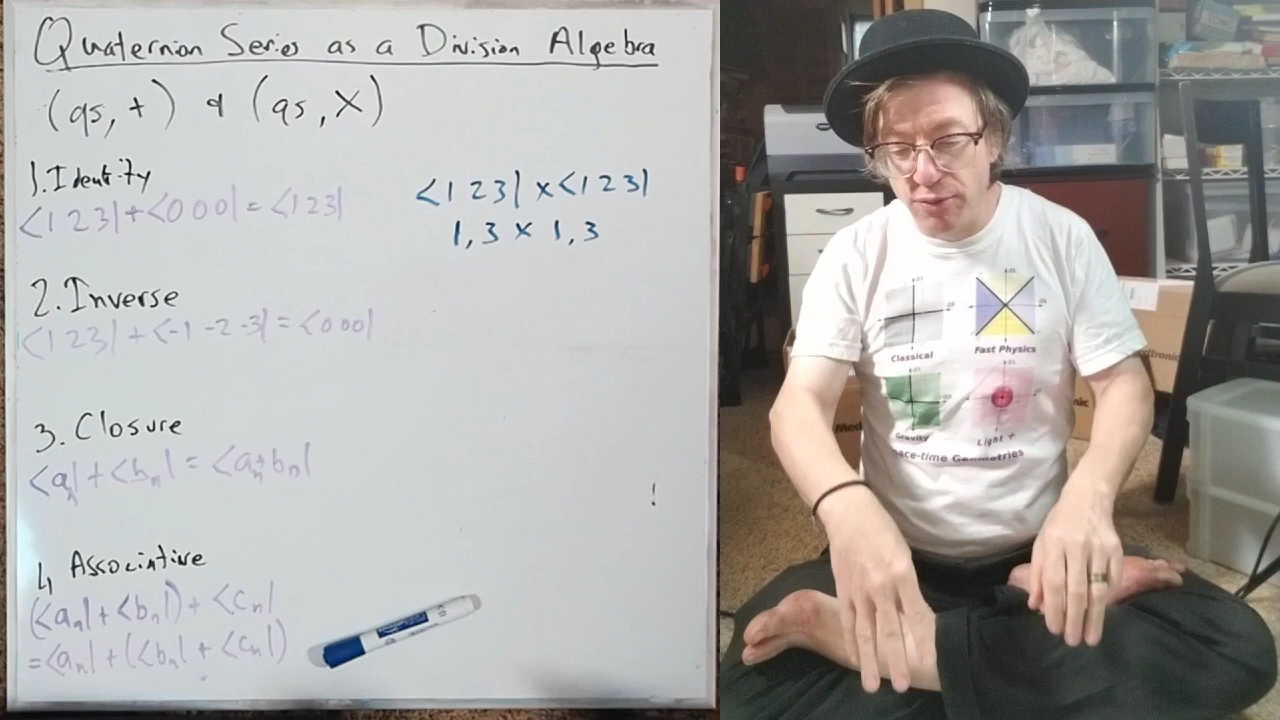 Quaternion Series as a Division Algebra
(qs, +) & (qs, X)
1. Identity
<1 2 3| + <0 0 0| = <1 2 3|
<1 2 3| x <1 2 3|
1,3 x 1,3
2. Inverse
<1 2 3| + <-1 -2 -3| = <0 0 0|
3. Closure
<aₙ| + <bₙ| = <aₙ+bₙ|
!
4 Associative
(<aₙ| + <bₙ|) + <cₙ|
= <aₙ| + (<bₙ| + <cₙ|)
Classical
Fast Physics
Gravity
Light +
ace-time Geometries